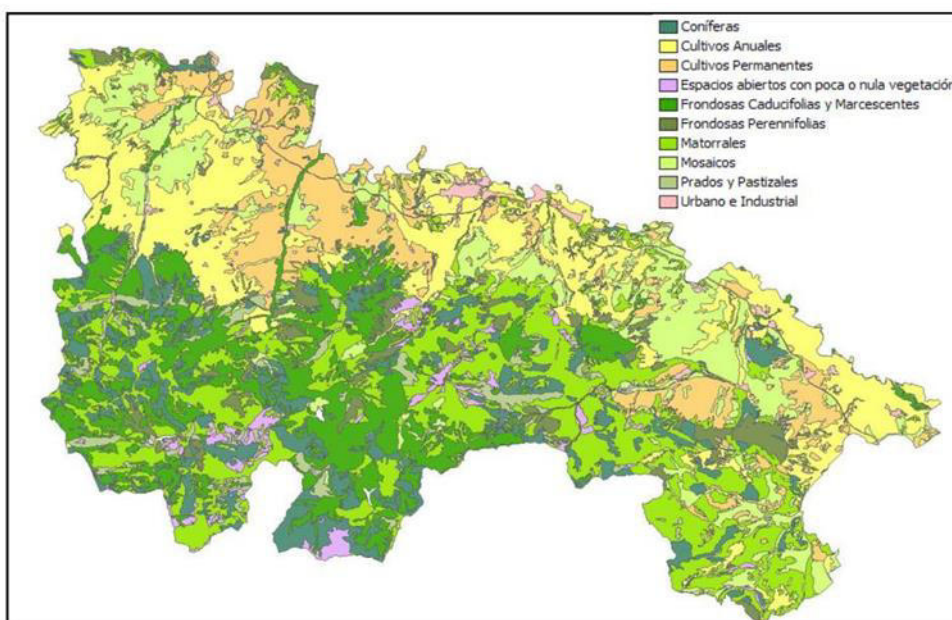 Coníferas
Cultivos Anuales
Cultivos Permanentes
Espacios abiertos con poca o nula vegetación
Frondosas Caducifolias y Marcescentes
Frondosas Perennifolias
Matorrales
Mosaicos
Prados y Pastizales
Urbano e Industrial